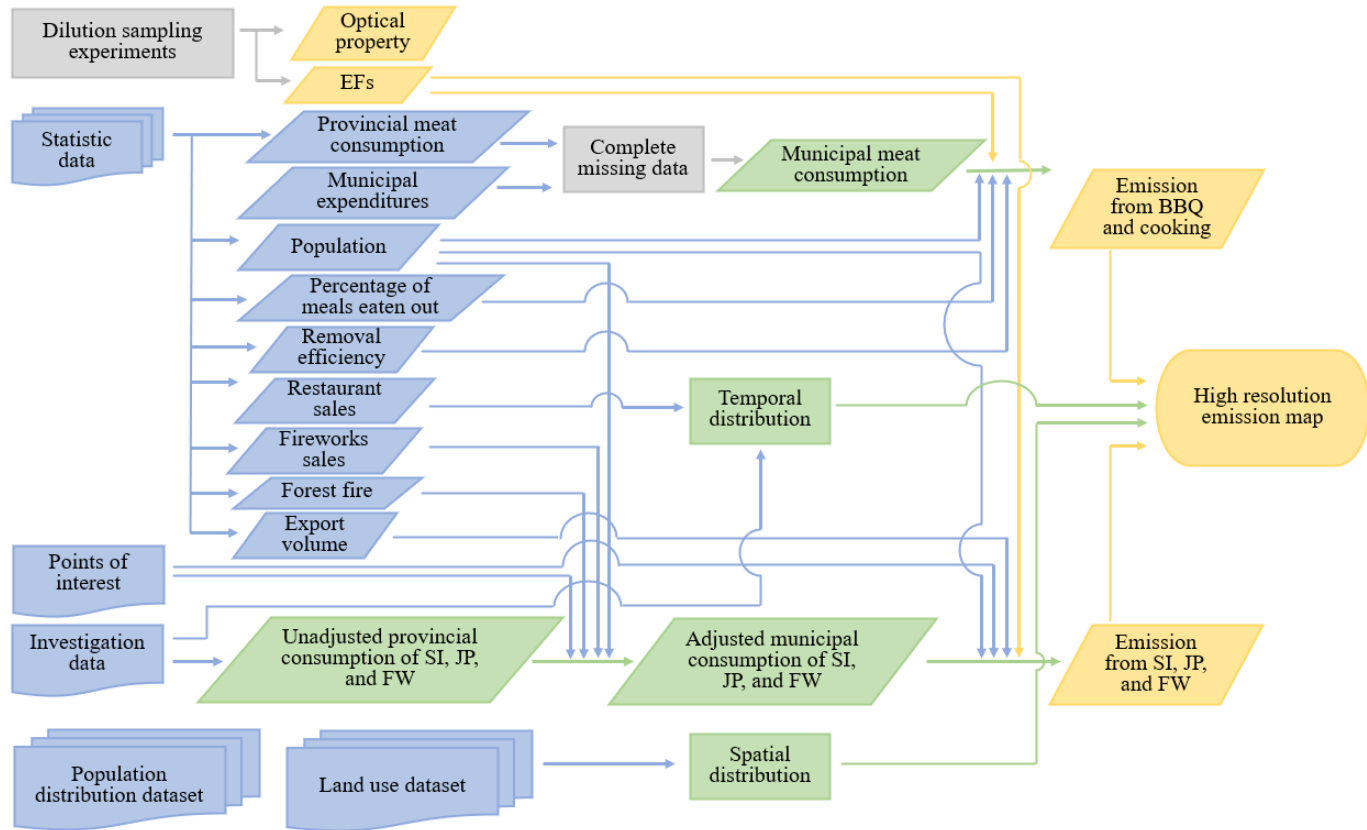 Dilution sampling
experiments
Optical
property
EFs
Statistic
data
Provincial meat
consumption
Complete
missing data
Municipal meat
consumption
Municipal
expenditures
Emission
from BBQ
and cooking
Population
Percentage of
meals eaten out
Removal
efficiency
Restaurant
sales
Temporal
distribution
High resolution
emission map
Fireworks
sales
Forest fire
Export
volume
Points of
interest
Investigation
data
Unadjusted provincial
consumption of SI, JP,
and FW
Adjusted municipal
consumption of SI,
JP, and FW
Emission
from SI, JP,
and FW
Population
distribution dataset
Land use dataset
Spatial
distribution